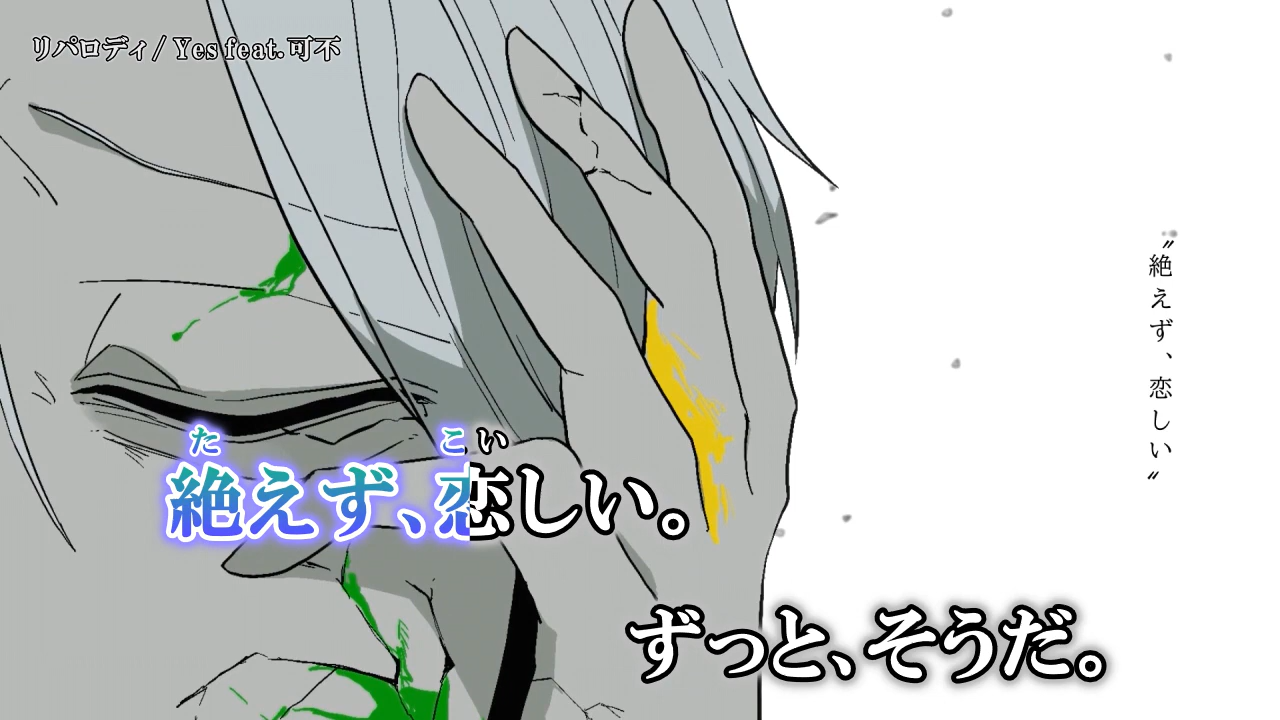 リパロディ/ Yes feat.可不
〝絶えず、恋しい〟
た こい
絶えず、恋しい。
ずっと、そうだ。